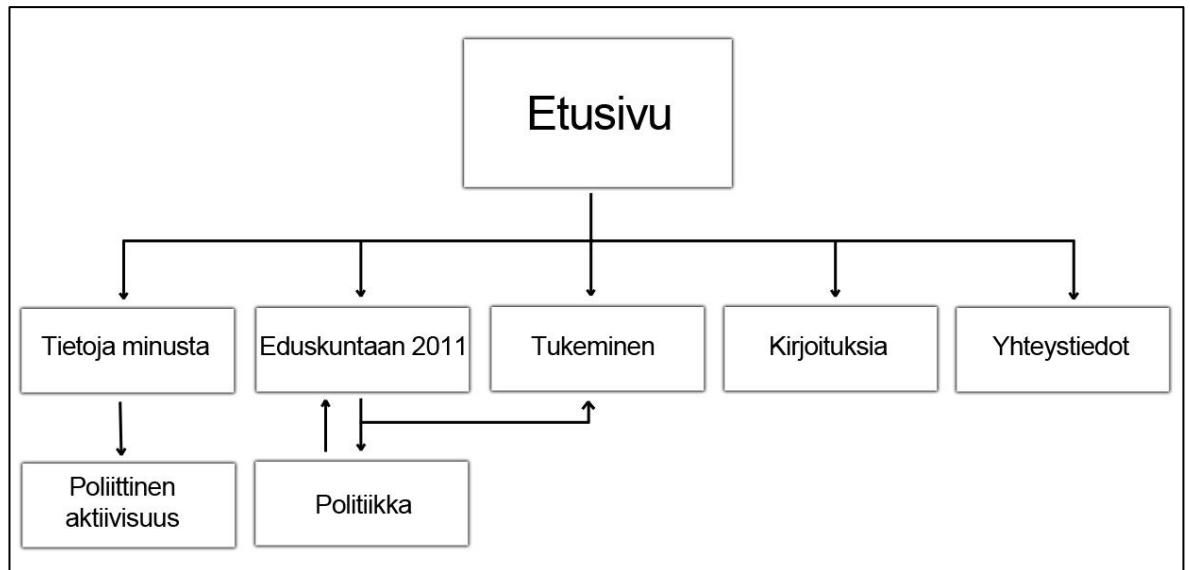 Etusivu
Tietoja minusta
Eduskuntaan 2011
Tukeminen
Kirjoituksia
Yhteystiedot
Poliittinen
aktiivisuus
Politiikka